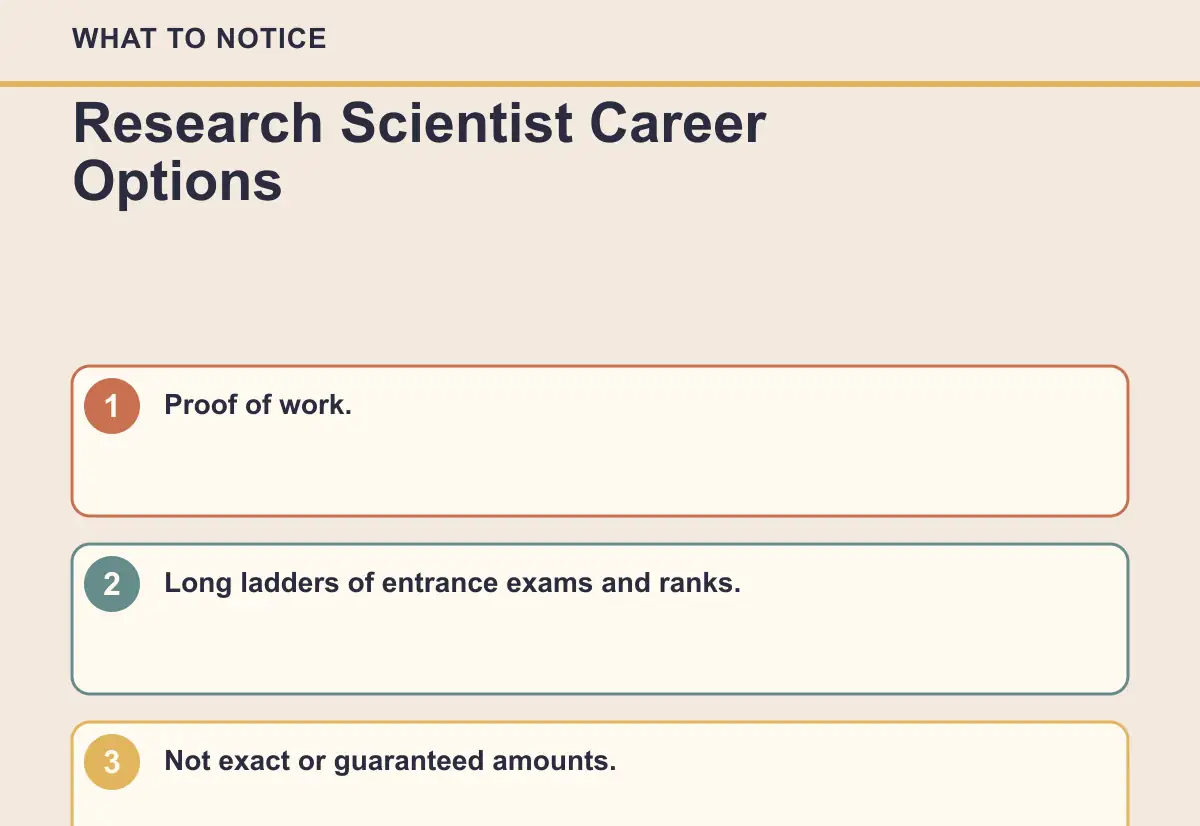 WHAT TO NOTICE
Research Scientist Career
Options
1
Proof of work.
2
Long ladders of entrance exams and ranks.
3
Not exact or guaranteed amounts.